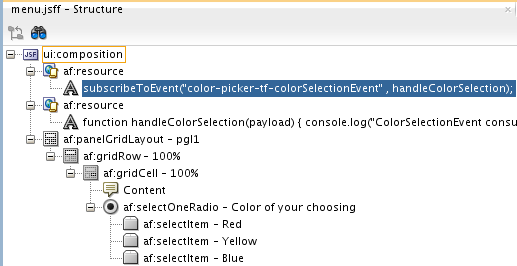 menu.jsff - Structure
JSF ui:composition
af:resource
A subscribeToEvent("color-picker-tf-colorSelectionEvent" , handleColorSelection);
af:resource
A function handleColorSelection(payload) { console.log("ColorSelectionEvent consu
af:panelGridLayout - pgl1
af:gridRow - 100%
af:gridCell - 100%
Content
af:selectOneRadio - Color of your choosing
af:selectItem - Red
af:selectItem - Yellow
af:selectItem - Blue